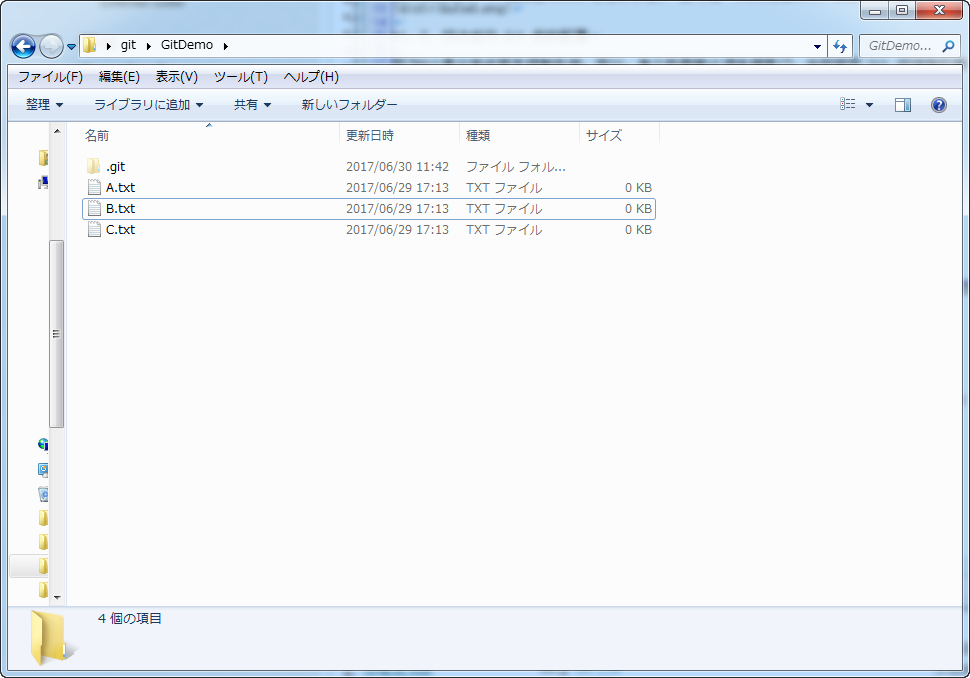 git GitDemo GitDemo...
ファイル(F) 編集(E) 表示(V) ツール(T) ヘルプ(H)
整理 ライブラリに追加 共有 新しいフォルダー
名前 更新日時 種類 サイズ
.git 2017/06/30 11:42 ファイル フォル...
A.txt 2017/06/29 17:13 TXT ファイル 0 KB
B.txt 2017/06/29 17:13 TXT ファイル 0 KB
C.txt 2017/06/29 17:13 TXT ファイル 0 KB
4 個の項目